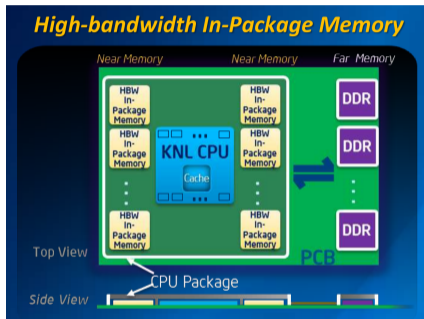 High-bandwidth In-Package Memory
Near Memory
Near Memory
Far Memory
HBW
In-
Package
Memory
HBW
In-
Package
Memory
DDR
HBW
In-
Package
Memory
KNL CPU
Cache
HBW
In-
Package
Memory
DDR
HBW
In-
Package
Memory
HBW
In-
Package
Memory
DDR
Top View
PCB
CPU Package
Side View